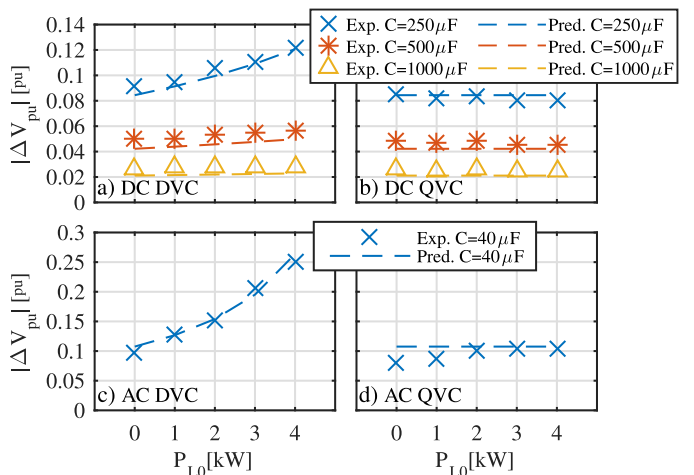 Exp. C=250μF Pred. C=250μF
Exp. C=500μF Pred. C=500μF
Exp. C=1000μF Pred. C=1000μF
0.14
0.12
0.1
0.08
0.06
0.04
0.02
0
|ΔV_pu| [pu]
a) DC DVC
b) DC QVC
Exp. C=40μF
Pred. C=40μF
0.3
0.25
0.2
0.15
0.1
0.05
0
|ΔV_pu| [pu]
c) AC DVC
d) AC QVC
0 1 2 3 4
0 1 2 3 4
P_L0[kW]
P_L0[kW]